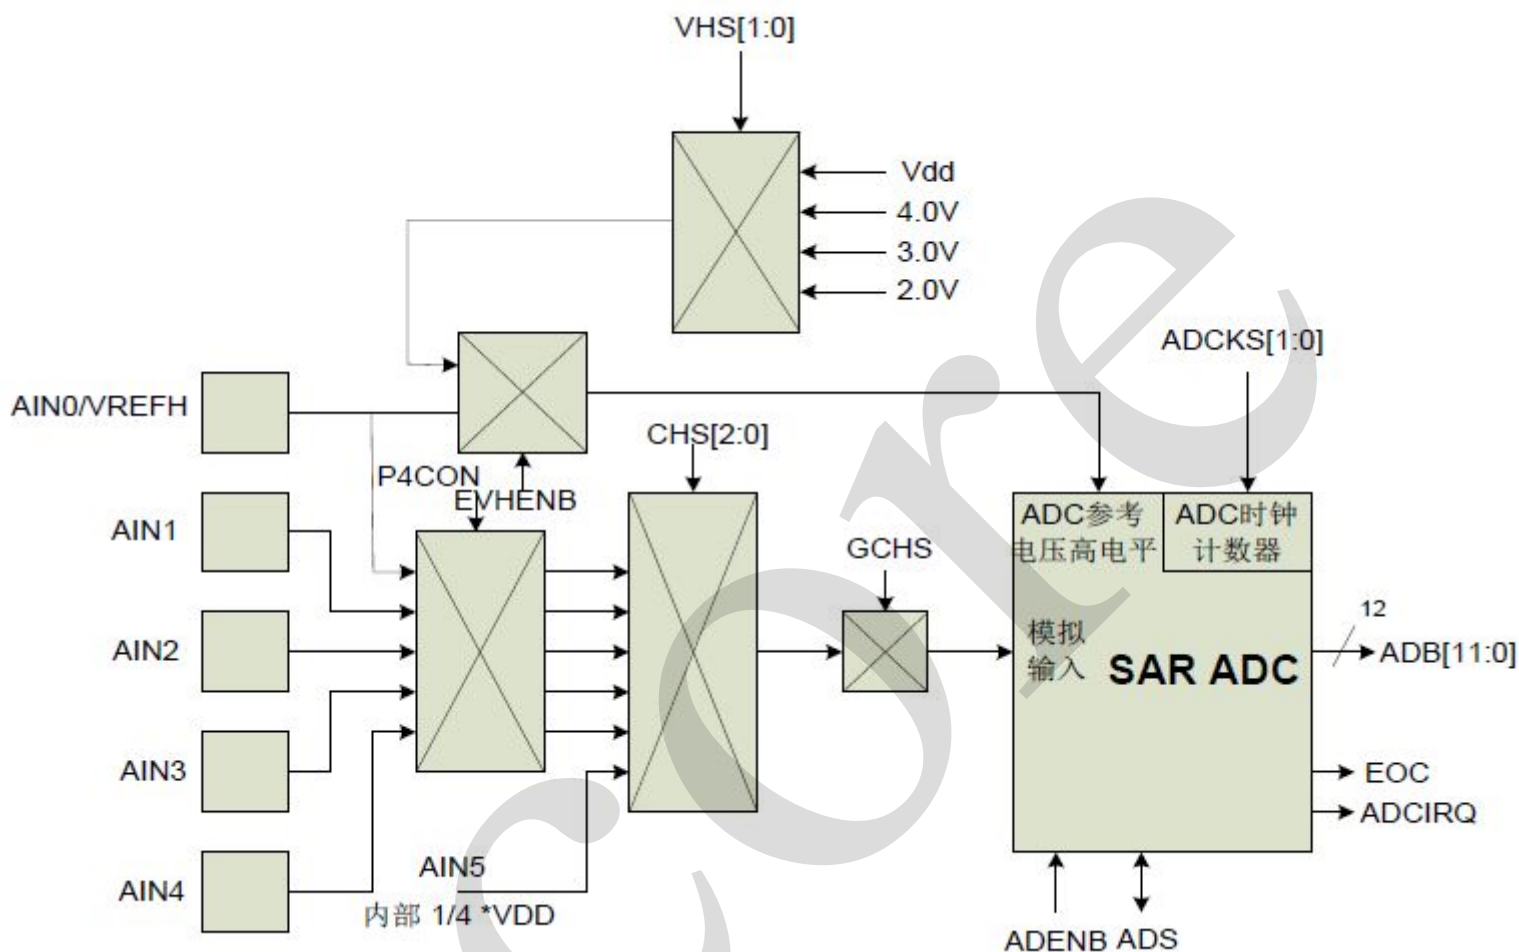 VHS[1:0]
Vdd
4.0V
3.0V
2.0V
ADCKS[1:0]
AIN0/VREFH
CHS[2:0]
P4CON
EVHENB
AIN1
GCHS
ADC参考
电压高电平
ADC时钟
计数器
12
AIN2
模拟
输入
SAR ADC
ADB[11:0]
AIN3
EOC
ADCIRQ
AIN4
AIN5
内部 1/4 *VDD
ADENB
ADS
core